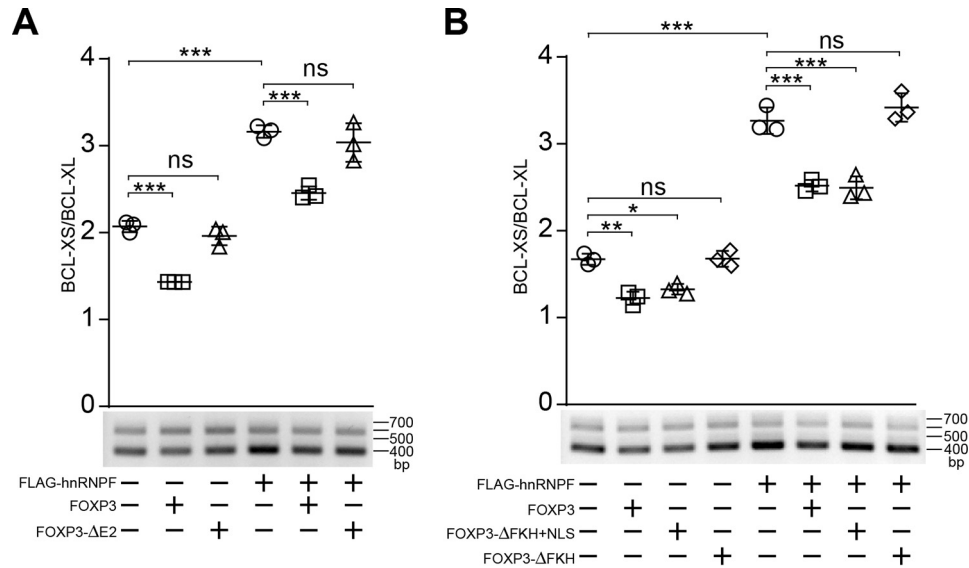 A
BCL-XS/BCL-XL
4
3
2
1
0
***
ns
***
ns
***
700
500
400
bp
FLAG-hnRNPF − − − + + +
FOXP3 − + − − + −
FOXP3-ΔE2 − − + − − +
B
BCL-XS/BCL-XL
4
3
2
1
0
***
ns
***
***
ns
*
**
700
500
400
bp
FLAG-hnRNPF − − − − + + + +
FOXP3 − + − − − + − −
FOXP3-ΔFKH+NLS − − + − − − + −
FOXP3-ΔFKH − − − + − − − +